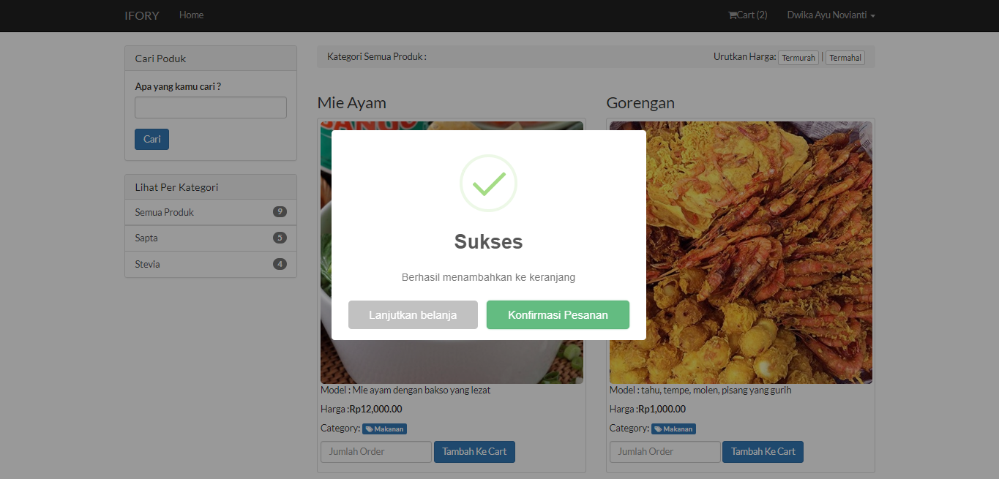 IFORY Home Cart (2) Dwika Ayu Novianti
Cari Poduk
Apa yang kamu cari ?
Cari
Lihat Per Kategori
Semua Produk 9
Sapta 5
Stevia 4
Kategori Semua Produk :
Urutkan Harga: Termurah | Termahal
Mie Ayam
Gorengan
Sukses
Berhasil menambahkan ke keranjang
Lanjutkan belanja
Konfirmasi Pesanan
Model : Mie ayam dengan bakso yang lezat
Harga :Rp12,000.00
Category: Makanan
Jumlah Order Tambah Ke Cart
Model : tahu, tempe, molen, pisang yang gurih
Harga :Rp1,000.00
Category: Makanan
Jumlah Order Tambah Ke Cart